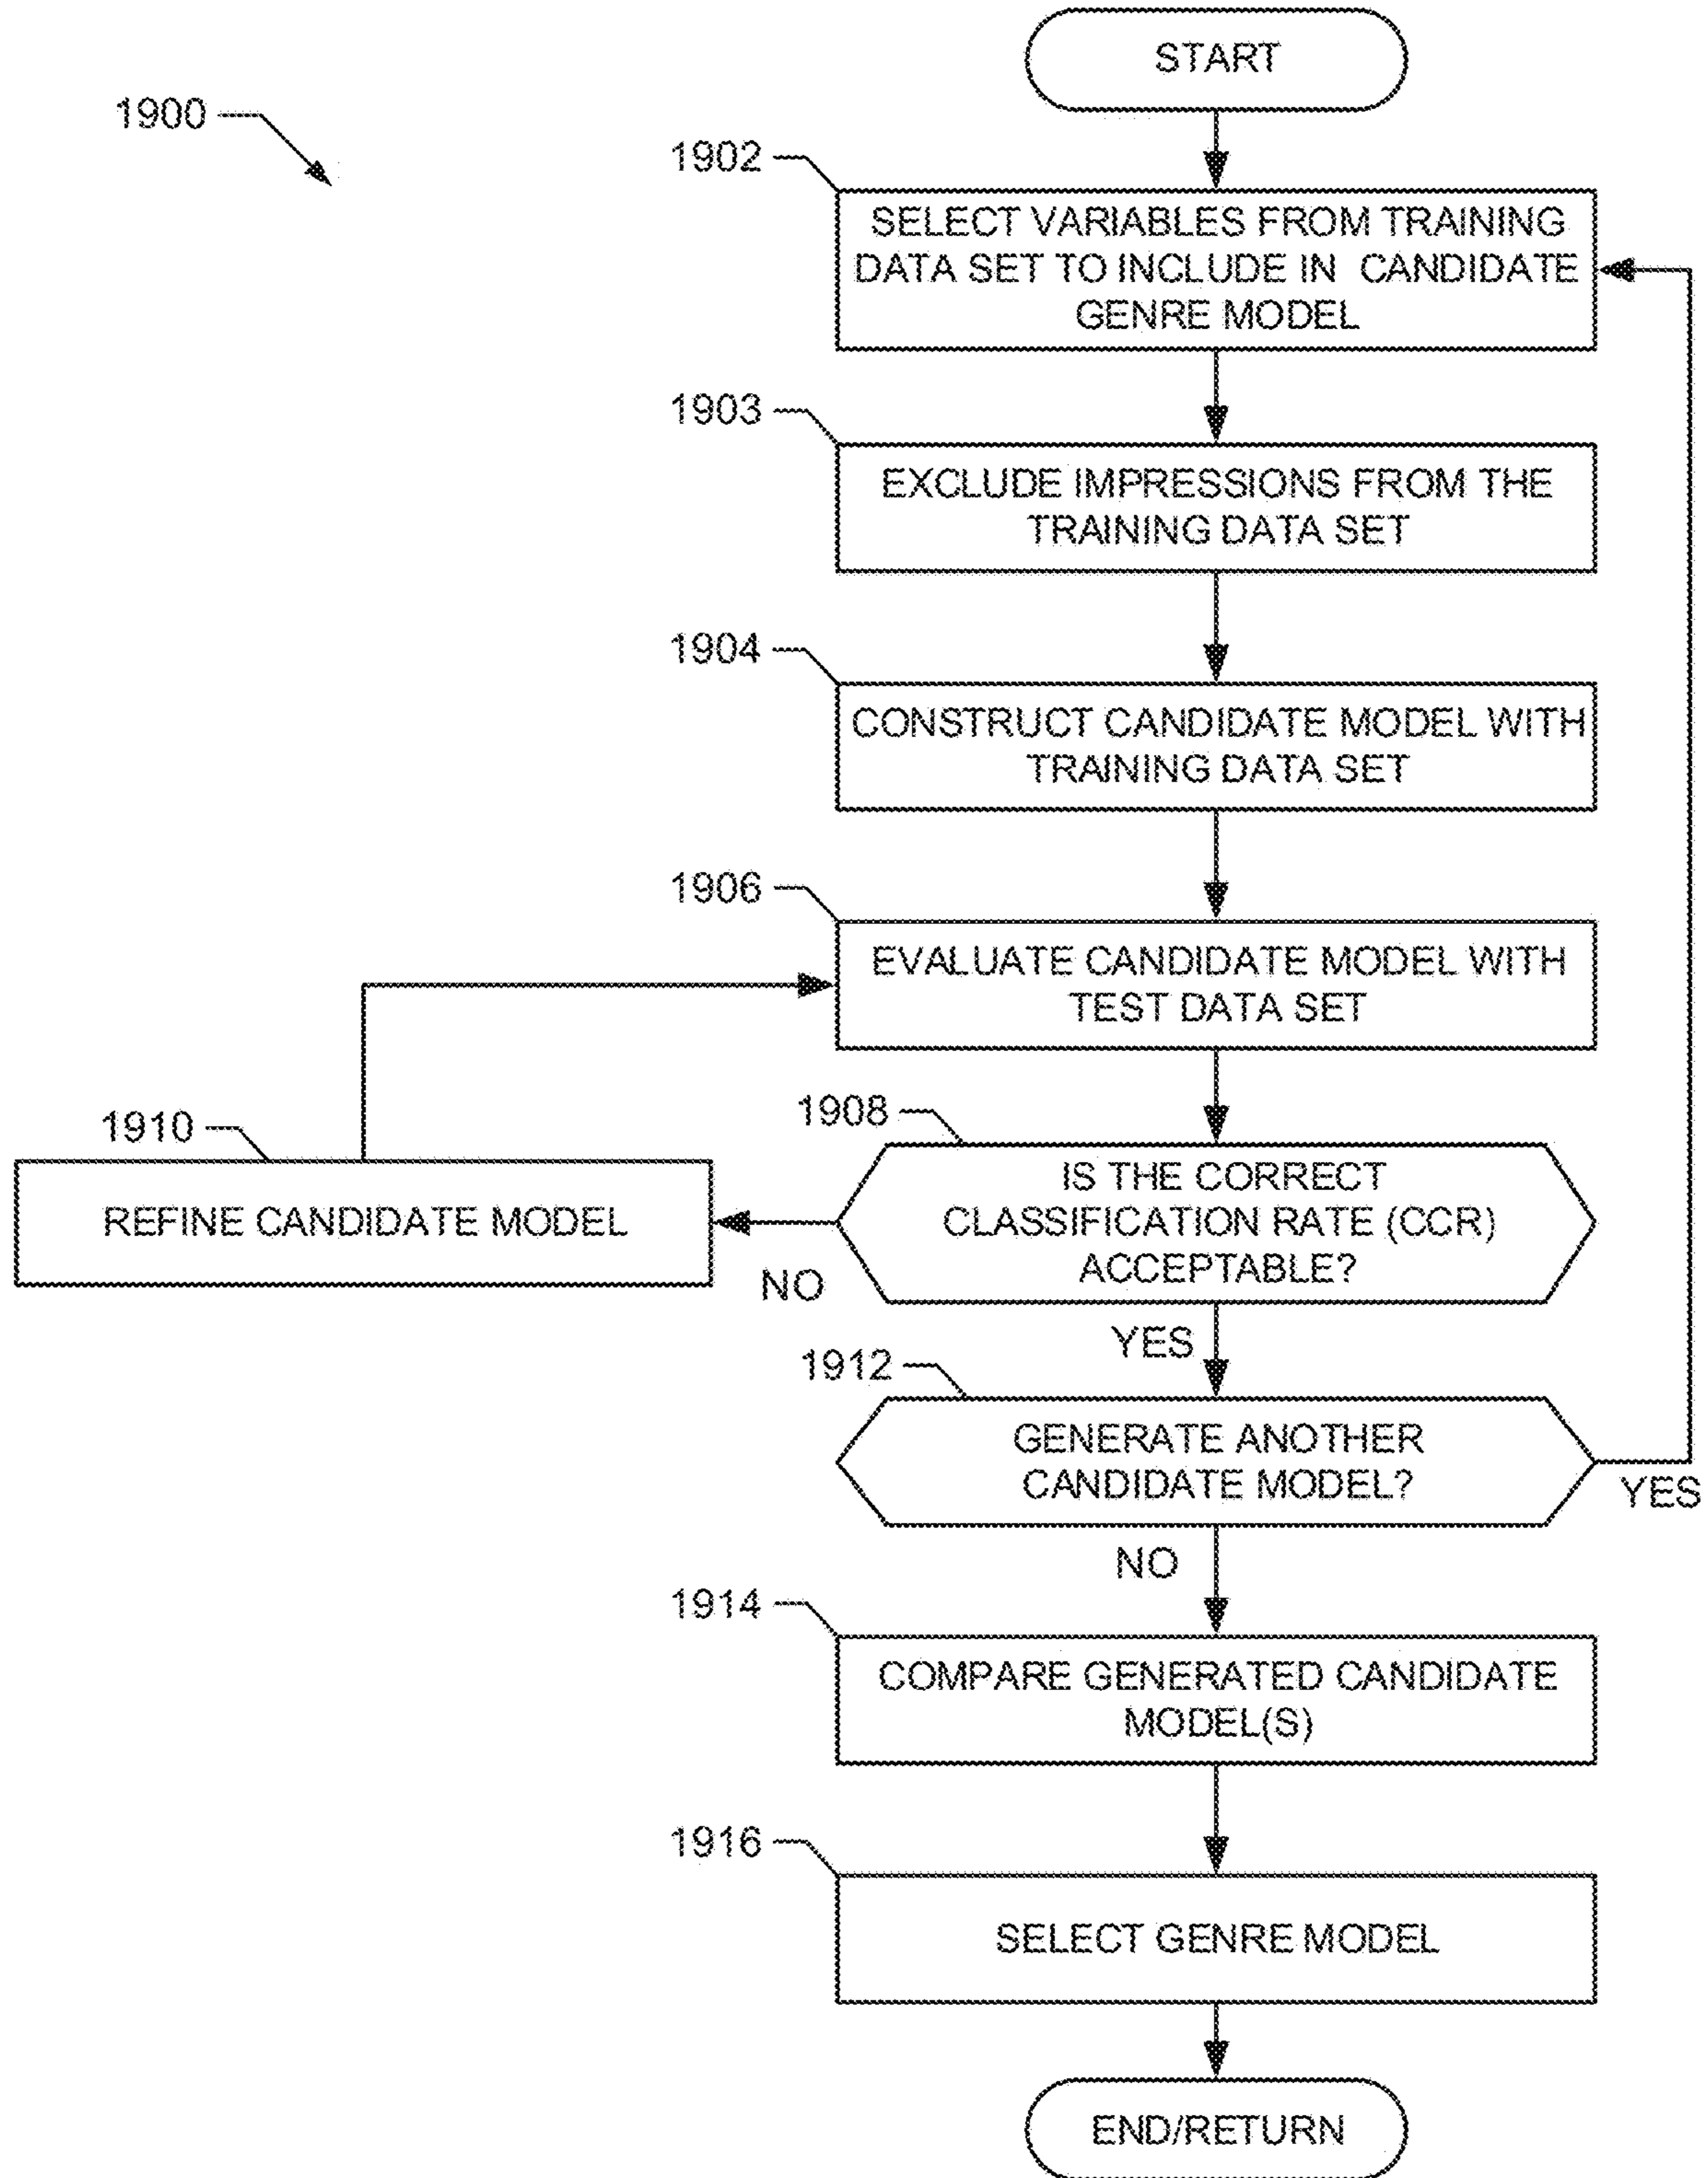 START
1900
1902
SELECT VARIABLES FROM TRAINING
DATA SET TO INCLUDE IN CANDIDATE
GENRE MODEL
1903
EXCLUDE IMPRESSIONS FROM THE
TRAINING DATA SET
1904
CONSTRUCT CANDIDATE MODEL WITH
TRAINING DATA SET
1906
EVALUATE CANDIDATE MODEL WITH
TEST DATA SET
1908
IS THE CORRECT
CLASSIFICATION RATE (CCR)
ACCEPTABLE?
1910
REFINE CANDIDATE MODEL
NO
YES
1912
GENERATE ANOTHER
CANDIDATE MODEL?
YES
NO
1914
COMPARE GENERATED CANDIDATE
MODEL(S)
1916
SELECT GENRE MODEL
END/RETURN